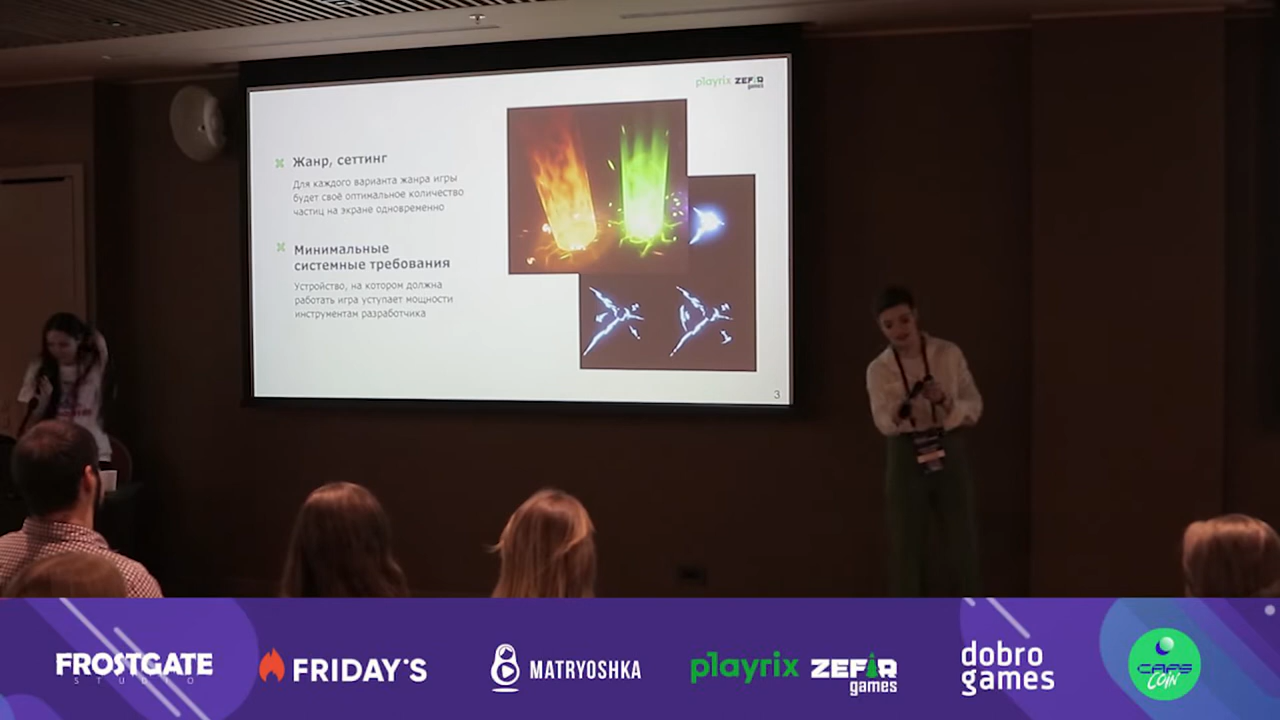 playrix ZEFIR
games
Жанр, сеттинг
Для каждого варианта жанра игры
будет своё оптимальное количество
частиц на экране одновременно
Минимальные
системные требования
Устройство, на котором должна
работать игра уступает мощности
инструментам разработчика
3
FROSTGATE
STUDIO
FRIDAY'S
MATRYOSHKA
playrix ZEFIR
games
dobro
games
CAPS
COIN